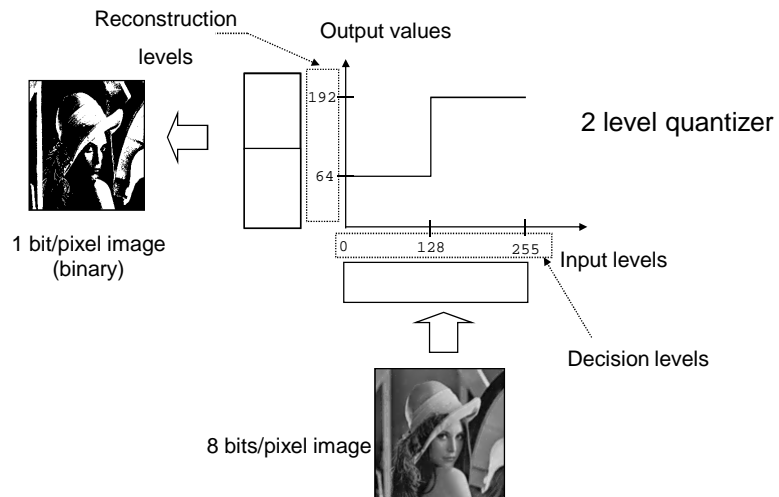 Reconstruction
levels
Output values
192
64
2 level quantizer
1 bit/pixel image
(binary)
0 128 255
Input levels
Decision levels
8 bits/pixel image